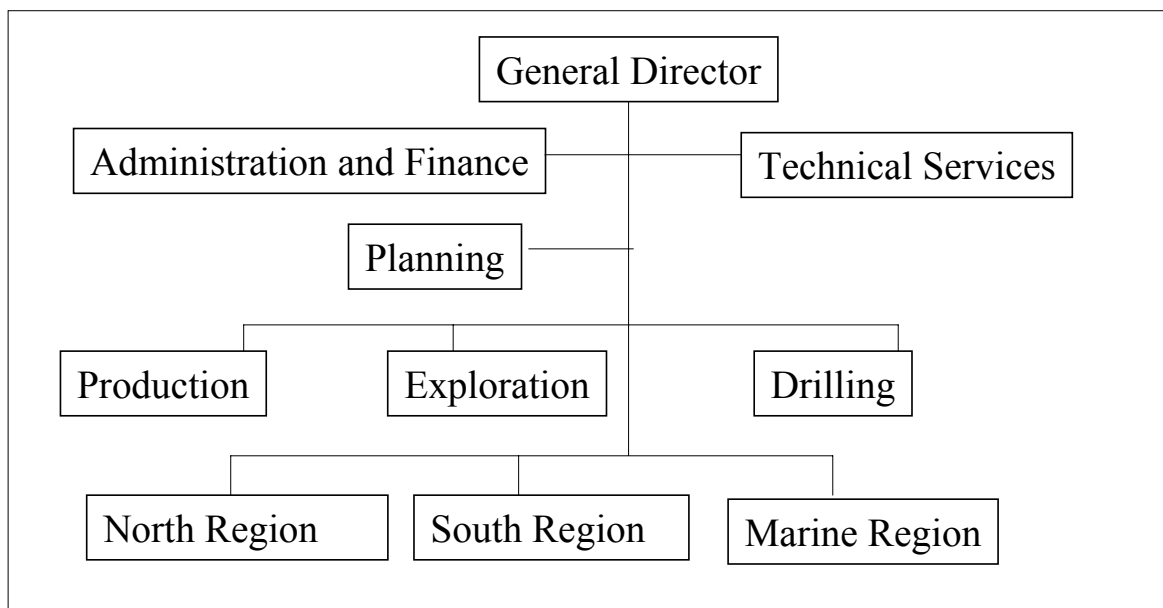 General Director
Administration and Finance
Technical Services
Planning
Production
Exploration
Drilling
North Region
South Region
Marine Region